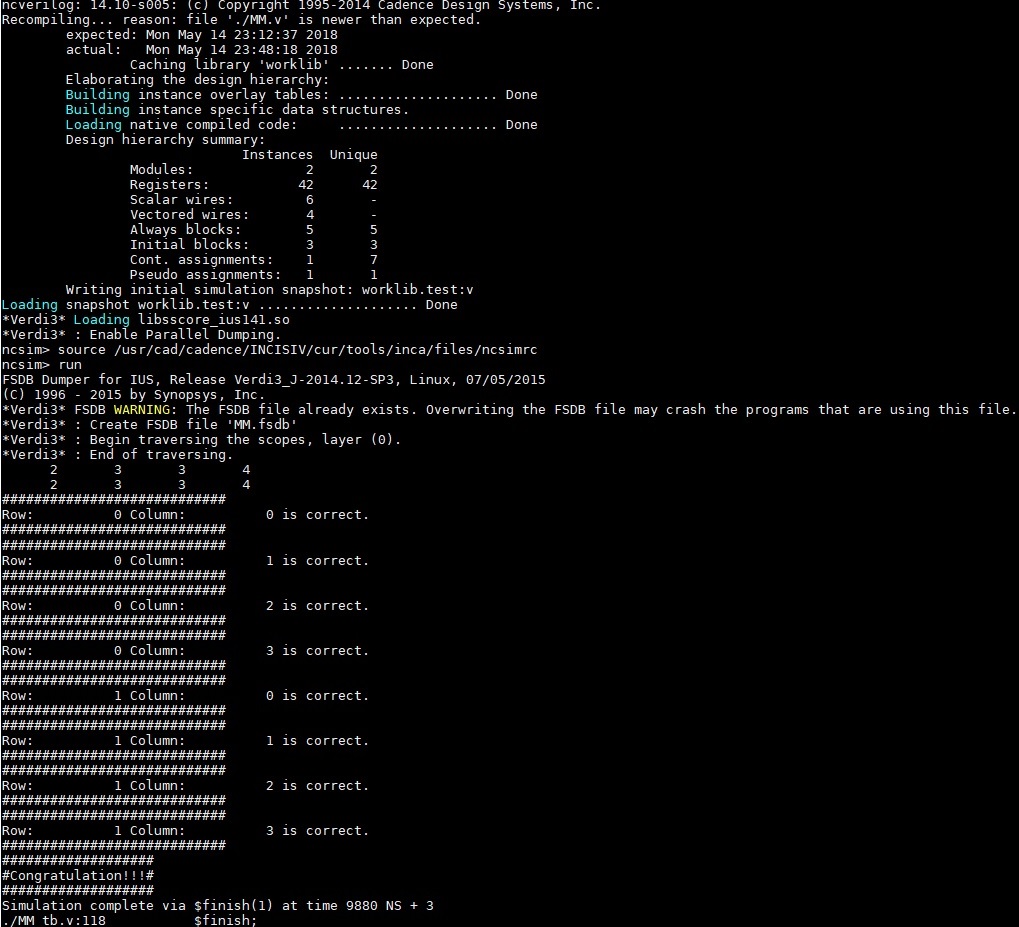 ncverilog: 14.10-s005: (c) Copyright 1995-2014 Cadence Design Systems, Inc.
Recompiling... reason: file './MM.v' is newer than expected.
        expected: Mon May 14 23:12:37 2018
        actual:   Mon May 14 23:48:18 2018
                Caching library 'worklib' ....... Done
        Elaborating the design hierarchy:
        Building instance overlay tables: .................... Done
        Building instance specific data structures.
        Loading native compiled code:     .................... Done
        Design hierarchy summary:
                              Instances  Unique
                Modules:              2       2
                Registers:           42      42
                Scalar wires:         6       -
                Vectored wires:       4       -
                Always blocks:        5       5
                Initial blocks:       3       3
                Cont. assignments:    1       7
                Pseudo assignments:   1       1
        Writing initial simulation snapshot: worklib.test:v
Loading snapshot worklib.test:v .................... Done
*Verdi3* Loading libsscore_ius141.so
*Verdi3* : Enable Parallel Dumping.
ncsim> source /usr/cad/cadence/INCISIV/cur/tools/inca/files/ncsimrc
ncsim> run
FSDB Dumper for IUS, Release Verdi3_J-2014.12-SP3, Linux, 07/05/2015
(C) 1996 - 2015 by Synopsys, Inc.
*Verdi3* FSDB WARNING: The FSDB file already exists. Overwriting the FSDB file may crash the programs that are using this file.
*Verdi3* : Create FSDB file 'MM.fsdb'
*Verdi3* : Begin traversing the scopes, layer (0).
*Verdi3* : End of traversing.
      2       3       3       4
      2       3       3       4
############################
Row:          0 Column:          0 is correct.
############################
############################
Row:          0 Column:          1 is correct.
############################
############################
Row:          0 Column:          2 is correct.
############################
############################
Row:          0 Column:          3 is correct.
############################
############################
Row:          1 Column:          0 is correct.
############################
############################
Row:          1 Column:          1 is correct.
############################
############################
Row:          1 Column:          2 is correct.
############################
############################
Row:          1 Column:          3 is correct.
############################
###################
#Congratulation!!!#
###################
Simulation complete via $finish(1) at time 9880 NS + 3
./MM_tb.v:118           $finish;